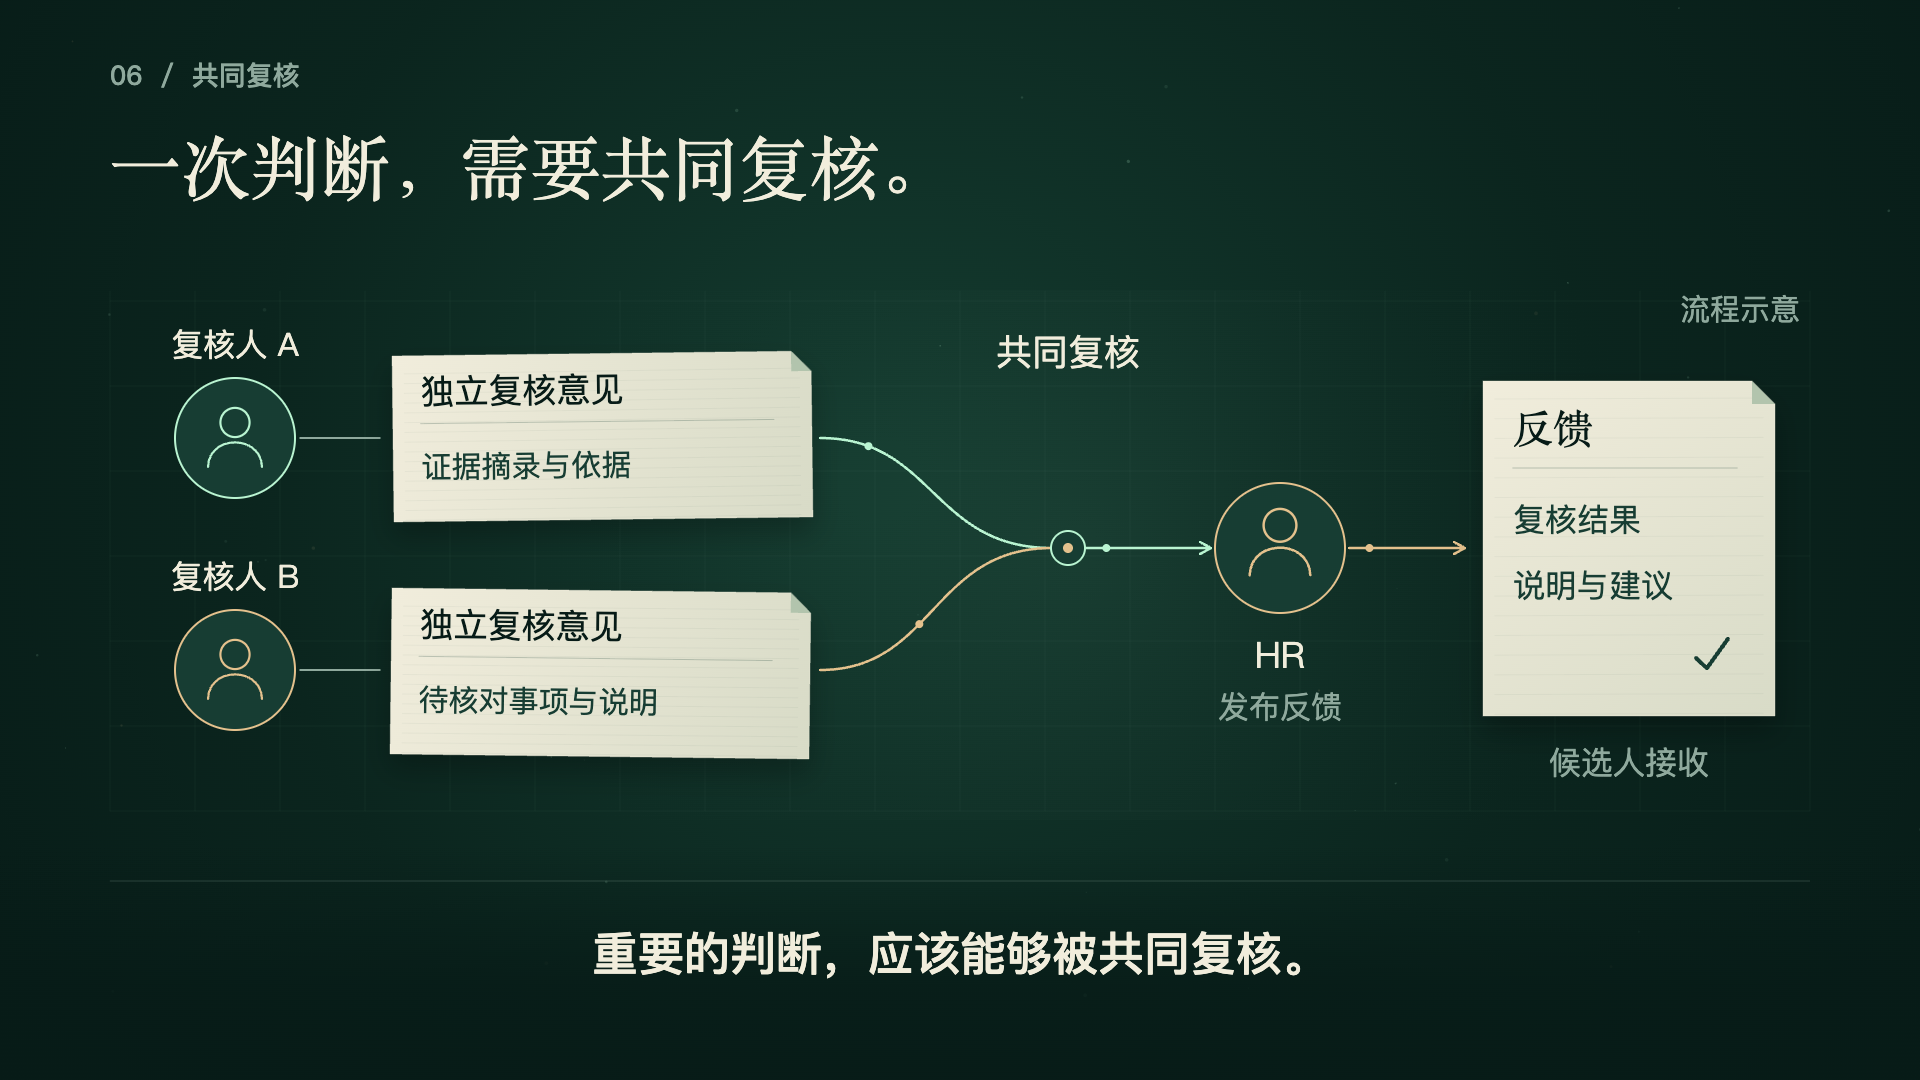 06 / 共同复核
一次判断，需要共同复核。
流程示意
复核人 A
独立复核意见
证据摘录与依据
复核人 B
独立复核意见
待核对事项与说明
共同复核
HR
发布反馈
反馈
复核结果
说明与建议
候选人接收
重要的判断，应该能够被共同复核。